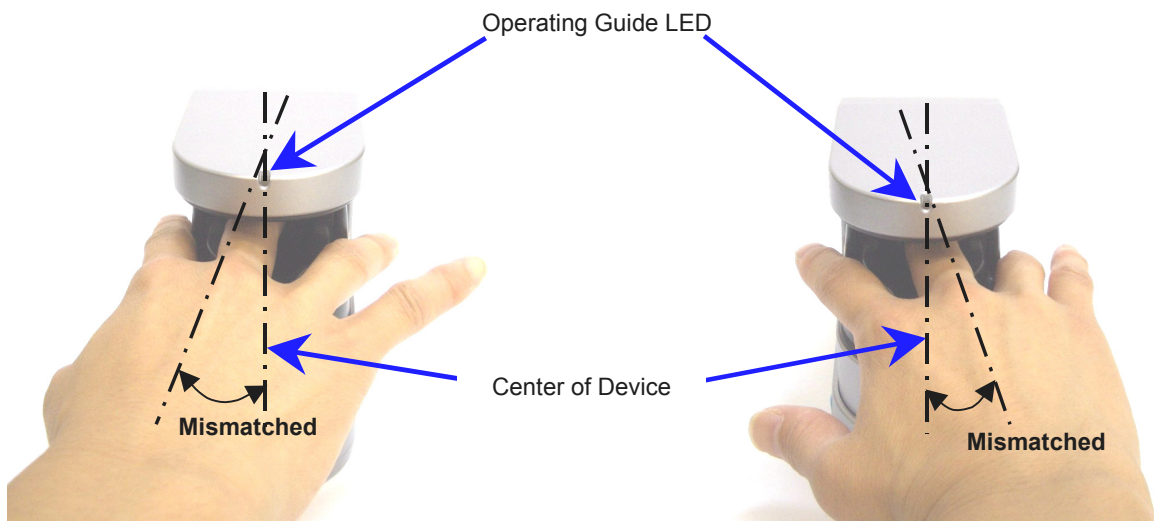 Operating Guide LED
Center of Device
Mismatched
Mismatched